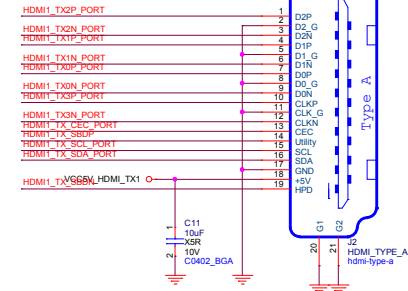 HDMI1_TX2P_PORT 1 D2P
2 D2_G
HDMI1_TX2N_PORT 3 D2N
HDMI1_TX1P_PORT 4 D1P
5 D1_G
HDMI1_TX1N_PORT 6 D1N
HDMI1_TX0P_PORT 7 D0P
8 D0_G
HDMI1_TX0N_PORT 9 D0N
HDMI1_TX3P_PORT 10 CLKP
11 CLK_G
HDMI1_TX3N_PORT 12 CLKN
HDMI1_TX_CEC_PORT 13 CEC
HDMI1_TX_SBDP 14 Utility
HDMI1_TX_SCL_PORT 15 SCL
HDMI1_TX_SDA_PORT 16 SDA
17 GND
VCC5V_HDMI_TX1 18 +5V
HDMI1_TX_SBDN 19 HPD
Type A
1 C11
10uF
X5R
2 10V
C0402_BGA
G1 G2
20 21
J2
HDMI_TYPE_A
hdmi-type-a